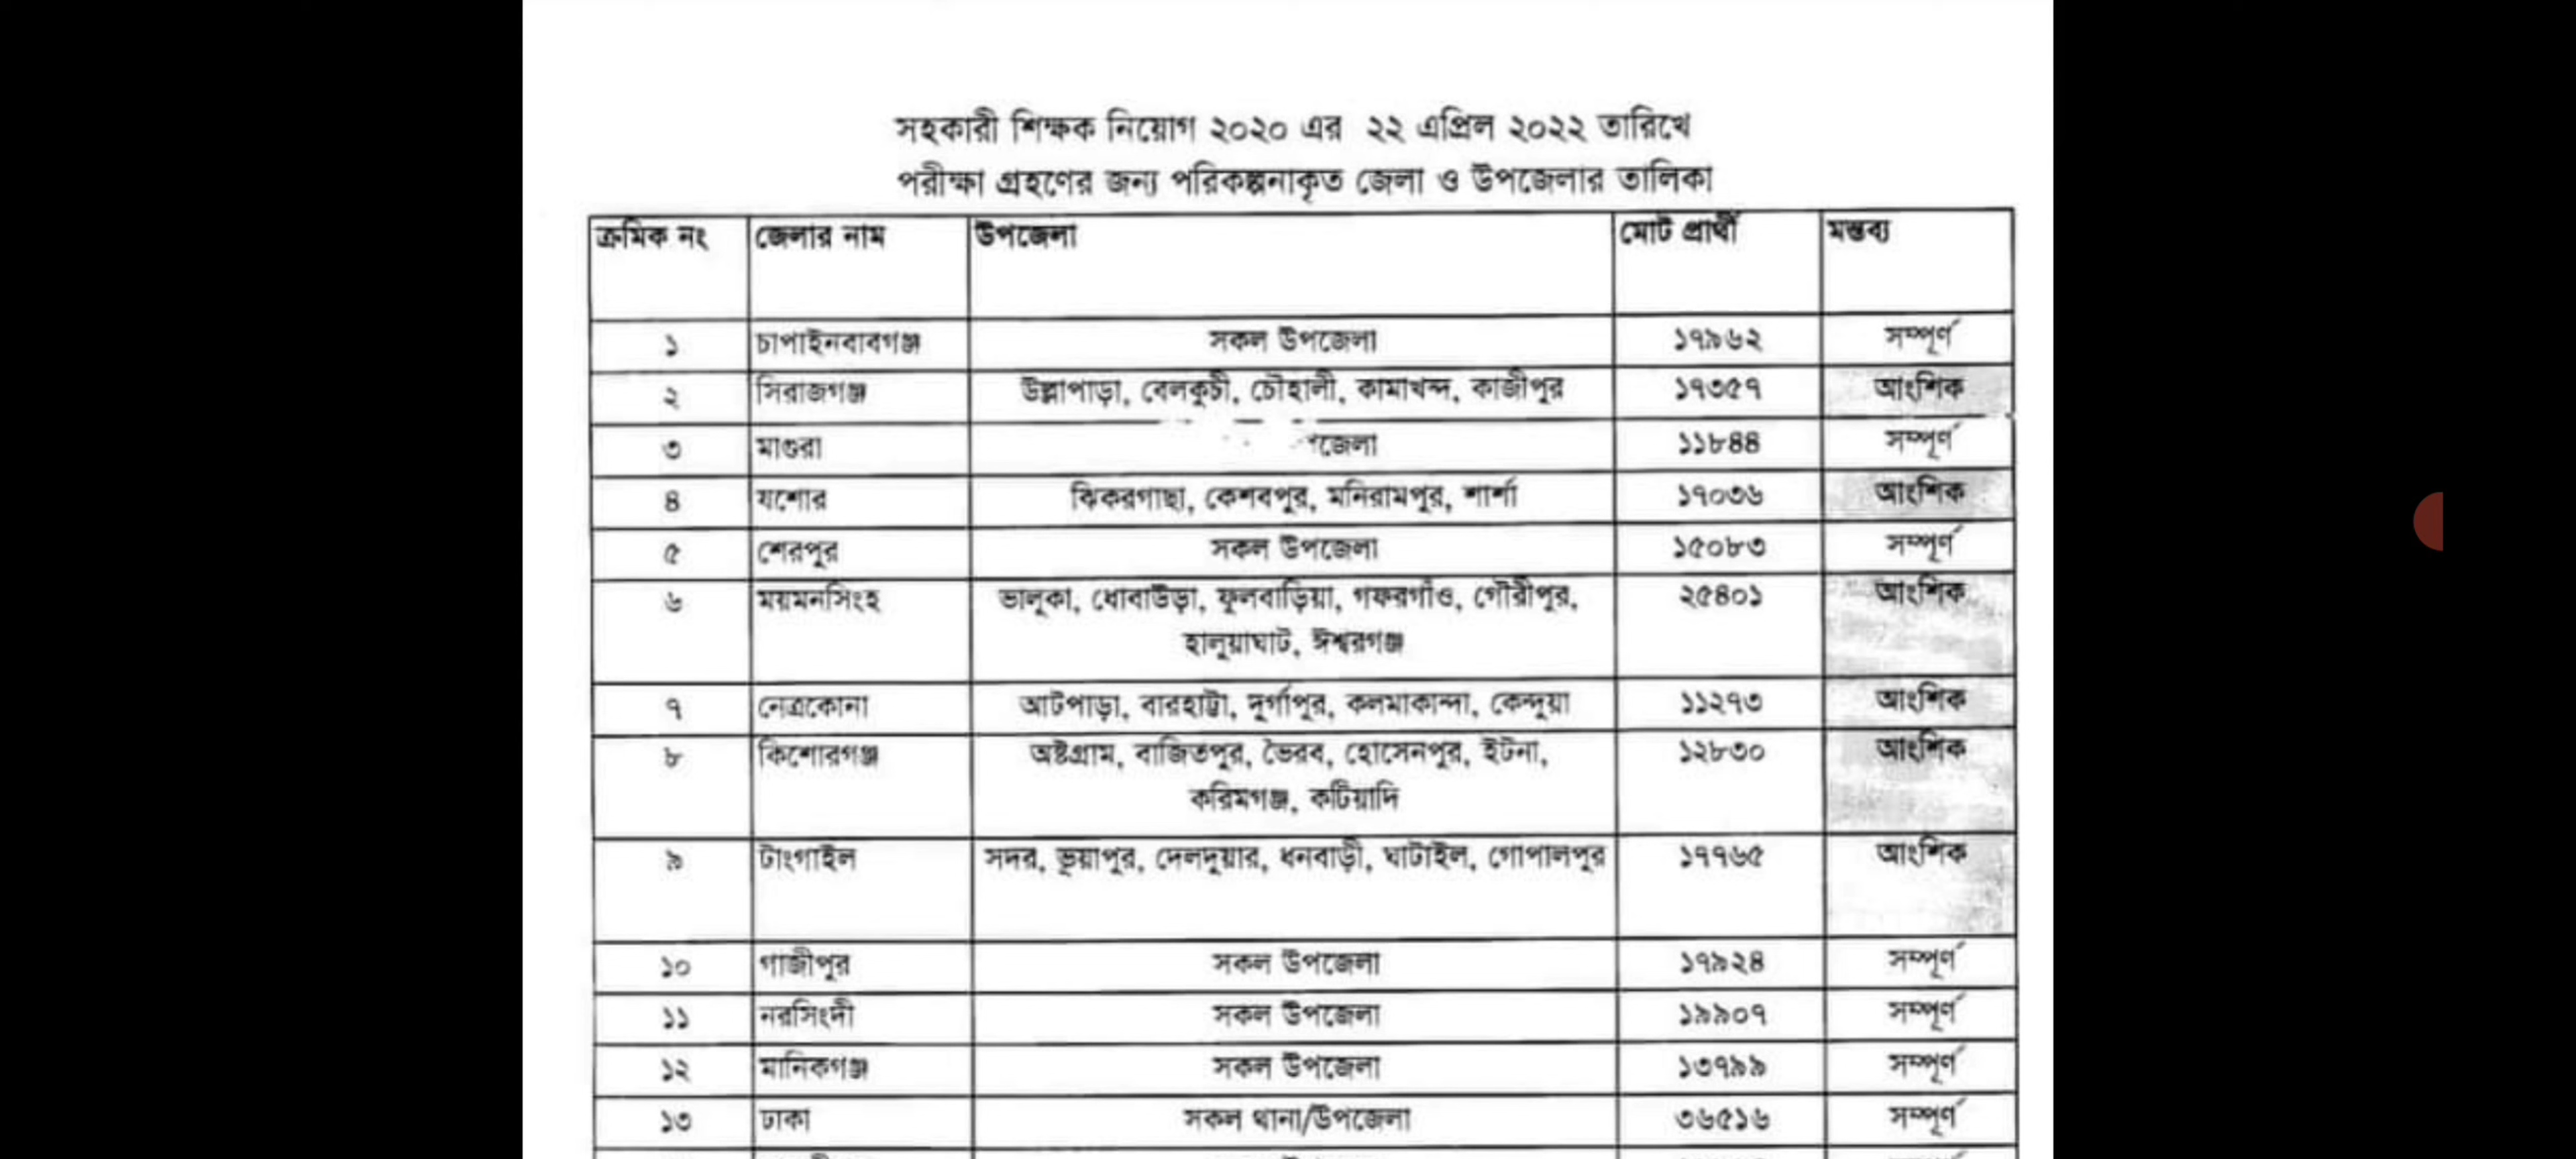 সহকারী শিক্ষক নিয়োগ ২০২০ এর ২২ এপ্রিল ২০২২ তারিখে
পরীক্ষা গ্রহণের জন্য পরিকল্পনাকৃত জেলা ও উপজেলার তালিকা
ক্রমিক নং জেলার নাম উপজেলা মোট প্রার্থী মন্তব্য
১ চাপাইনবাবগঞ্জ সকল উপজেলা ১৭৯৬২ সম্পূর্ণ
২ সিরাজগঞ্জ উল্লাপাড়া, বেলকুচী, চৌহালী, কামাখন্দ, কাজীপুর ১৭৩৫৭ আংশিক
৩ মাগুরা পজেলা ১১৮৪৪ সম্পূর্ণ
৪ যশোর ঝিকরগাছা, কেশবপুর, মনিরামপুর, শার্শা ১৭০৩৬ আংশিক
৫ শেরপুর সকল উপজেলা ১৫০৮৩ সম্পূর্ণ
৬ ময়মনসিংহ ভালুকা, ধোবাউড়া, ফুলবাড়িয়া, গফরগাঁও, গৌরীপুর, ২৫৪০১ আংশিক
হালুয়াঘাট, ঈশ্বরগঞ্জ
৭ নেত্রকোনা আটপাড়া, বারহাট্টা, দুর্গাপুর, কলমাকান্দা, কেন্দুয়া ১১২৭৩ আংশিক
৮ কিশোরগঞ্জ অষ্টগ্রাম, বাজিতপুর, ভৈরব, হোসেনপুর, ইটনা, ১২৮৩০ আংশিক
করিমগঞ্জ, কটিয়াদি
৯ টাংগাইল সদর, ভূয়াপুর, দেলদুয়ার, ধনবাড়ী, ঘাটাইল, গোপালপুর ১৭৭৬৫ আংশিক
১০ গাজীপুর সকল উপজেলা ১৭৯২৪ সম্পূর্ণ
১১ নরসিংদী সকল উপজেলা ১৯৯০৭ সম্পূর্ণ
১২ মানিকগঞ্জ সকল উপজেলা ১৩৭৯৯ সম্পূর্ণ
১৩ ঢাকা সকল থানা/উপজেলা ৩৬৫১৬ সম্পূর্ণ